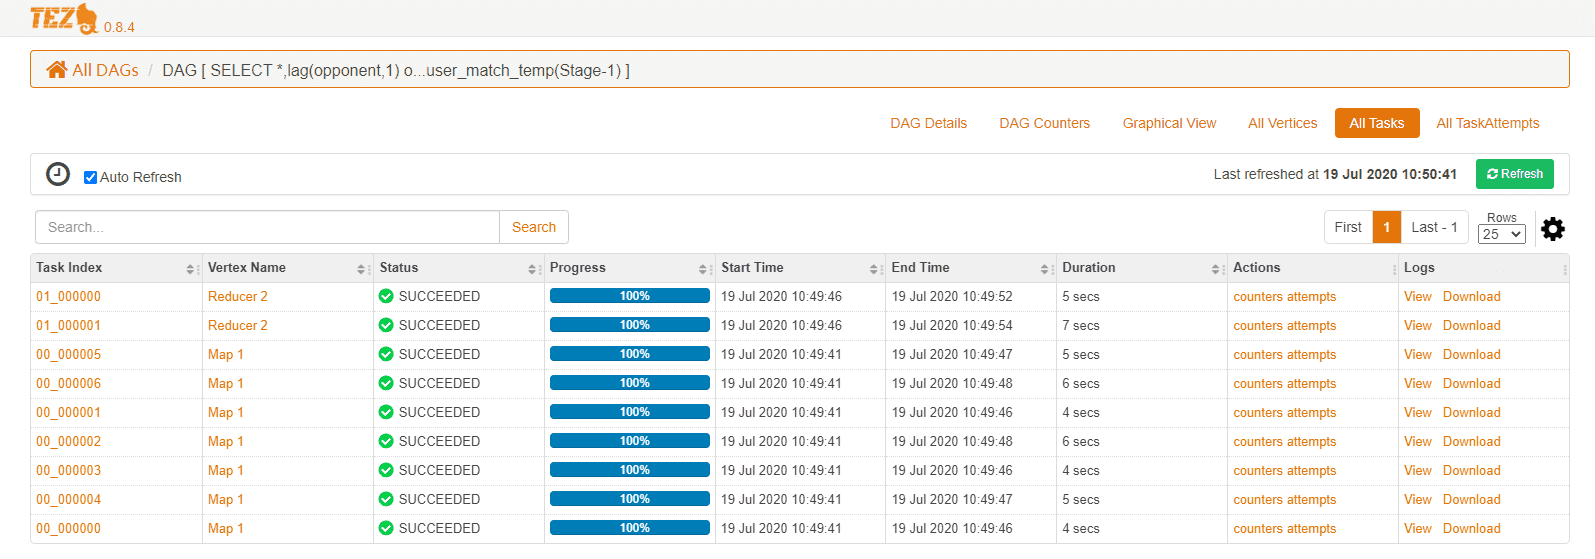 TEZ 0.8.4
All DAGs / DAG [ SELECT *,lag(opponent,1) o...user_match_temp(Stage-1) ]
DAG Details DAG Counters Graphical View All Vertices All Tasks All TaskAttempts
Auto Refresh Last refreshed at 19 Jul 2020 10:50:41 Refresh
Search... Search First 1 Last - 1 Rows 25
Task Index Vertex Name Status Progress Start Time End Time Duration Actions Logs
01_000000 Reducer 2 SUCCEEDED 100% 19 Jul 2020 10:49:46 19 Jul 2020 10:49:52 5 secs counters attempts View Download
01_000001 Reducer 2 SUCCEEDED 100% 19 Jul 2020 10:49:46 19 Jul 2020 10:49:54 7 secs counters attempts View Download
00_000005 Map 1 SUCCEEDED 100% 19 Jul 2020 10:49:41 19 Jul 2020 10:49:47 5 secs counters attempts View Download
00_000006 Map 1 SUCCEEDED 100% 19 Jul 2020 10:49:41 19 Jul 2020 10:49:48 6 secs counters attempts View Download
00_000001 Map 1 SUCCEEDED 100% 19 Jul 2020 10:49:41 19 Jul 2020 10:49:46 4 secs counters attempts View Download
00_000002 Map 1 SUCCEEDED 100% 19 Jul 2020 10:49:41 19 Jul 2020 10:49:48 6 secs counters attempts View Download
00_000003 Map 1 SUCCEEDED 100% 19 Jul 2020 10:49:41 19 Jul 2020 10:49:46 4 secs counters attempts View Download
00_000004 Map 1 SUCCEEDED 100% 19 Jul 2020 10:49:41 19 Jul 2020 10:49:47 5 secs counters attempts View Download
00_000000 Map 1 SUCCEEDED 100% 19 Jul 2020 10:49:41 19 Jul 2020 10:49:46 4 secs counters attempts View Download